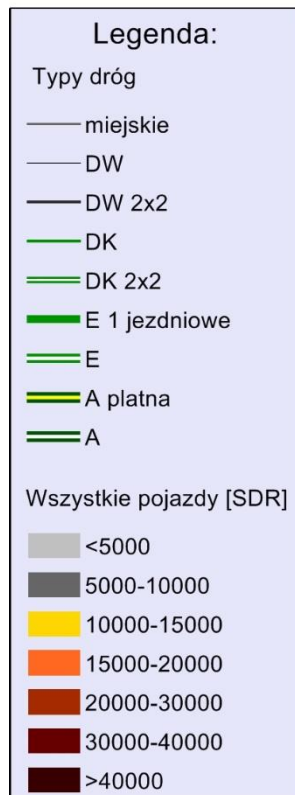 Legenda:
Typy dróg
miejskie
DW
DW 2x2
DK
DK 2x2
E 1 jezdniowe
E
A platna
A
Wszystkie pojazdy [SDR]
<5000
5000-10000
10000-15000
15000-20000
20000-30000
30000-40000
>40000